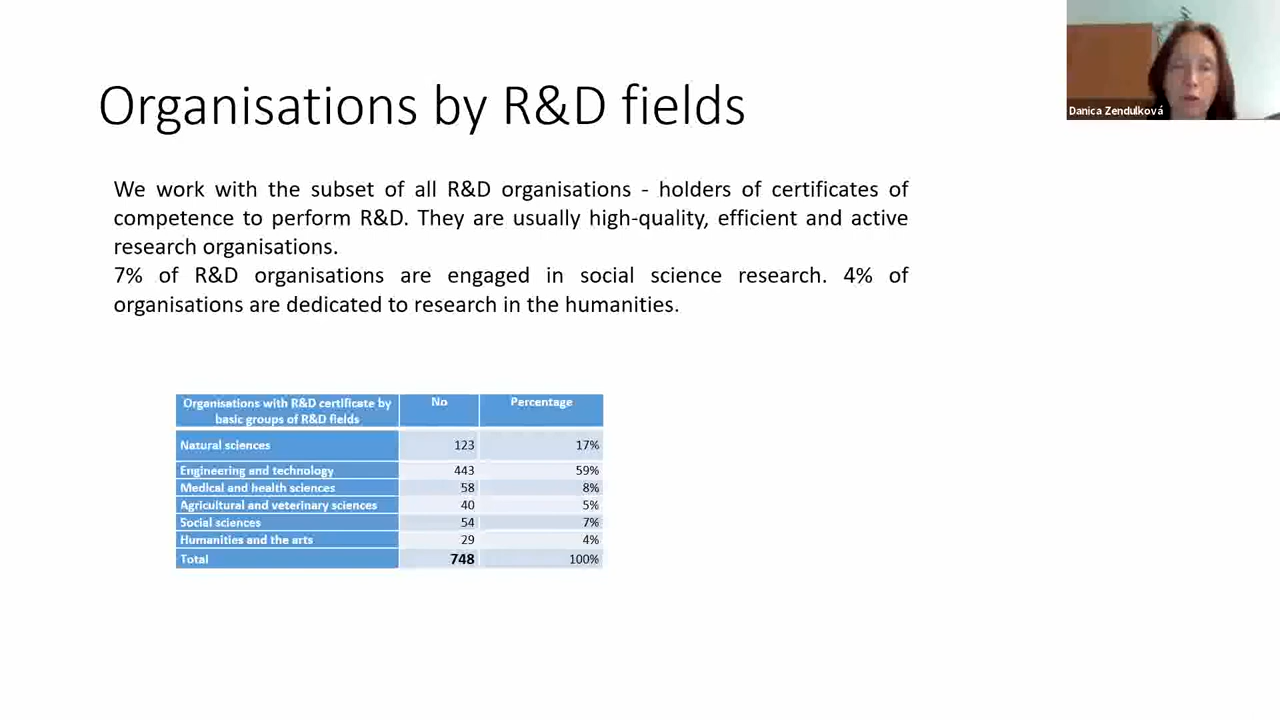 Organisations by R&D fields
Danica Zendulková
We work with the subset of all R&D organisations - holders of certificates of
competence to perform R&D. They are usually high-quality, efficient and active
research organisations.
7% of R&D organisations are engaged in social science research. 4% of
organisations are dedicated to research in the humanities.
Organisations with R&D certificate by
basic groups of R&D fields
No
Percentage
Natural sciences 123 17%
Engineering and technology 443 59%
Medical and health sciences 58 8%
Agricultural and veterinary sciences 40 5%
Social sciences 54 7%
Humanities and the arts 29 4%
Total 748 100%